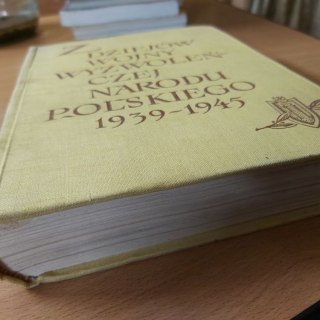 Z DZIEJÓW
WOJNY
WYZWOLEŃ-
CZEJ
NARODU
POLSKIEGO
1939-1945